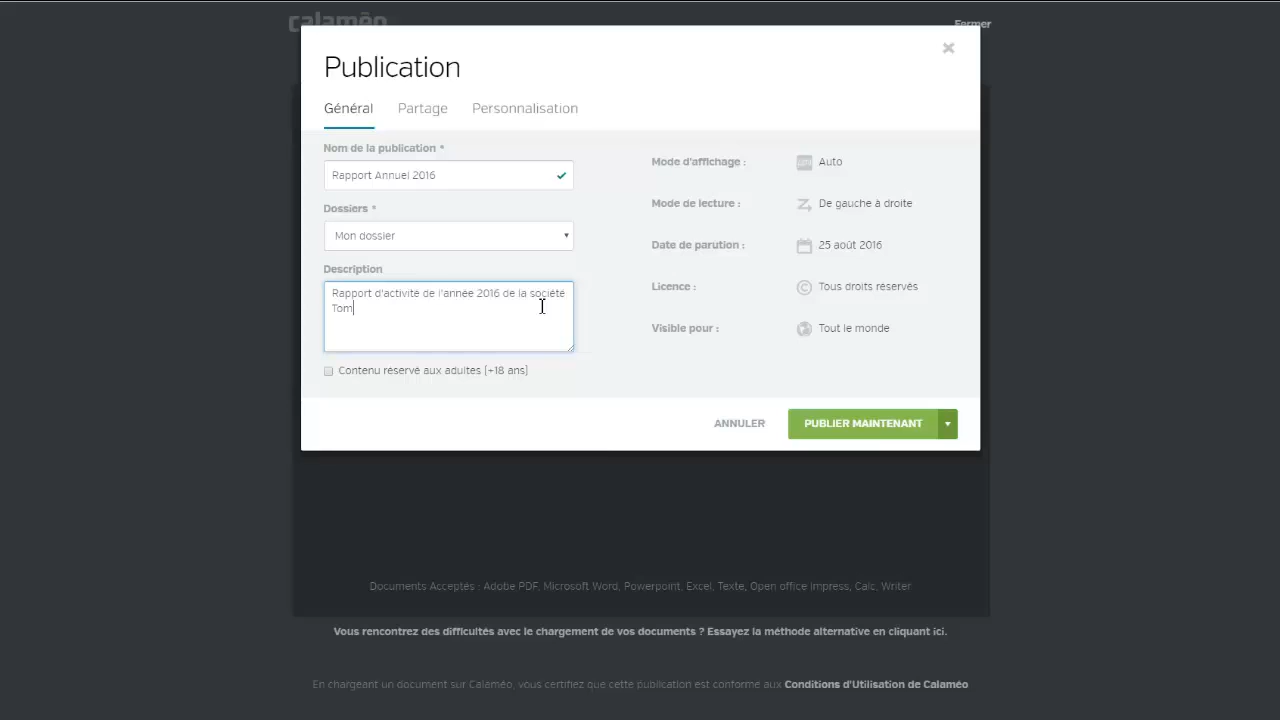 calaméo
Fermer
Publication
Général Partage Personnalisation
Nom de la publication *
Rapport Annuel 2016
Dossiers *
Mon dossier
Description
Rapport d'activité de l'année 2016 de la société
Tom
Contenu réservé aux adultes (+18 ans)
Mode d'affichage : Auto
Mode de lecture : De gauche à droite
Date de parution : 25 août 2016
Licence : Tous droits réservés
Visible pour : Tout le monde
ANNULER PUBLIER MAINTENANT
Documents Acceptés : Adobe PDF, Microsoft Word, Powerpoint, Excel, Texte, Open office Impress, Calc, Writer
Vous rencontrez des difficultés avec le chargement de vos documents ? Essayez la méthode alternative en cliquant ici.
En chargeant un document sur Calaméo, vous certifiez que cette publication est conforme aux Conditions d'Utilisation de Calaméo